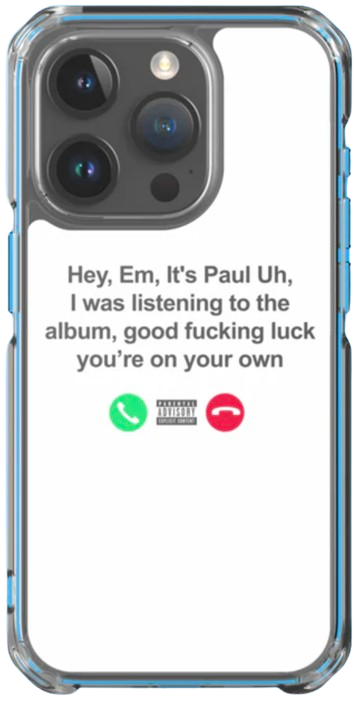 Hey, Em, It's Paul Uh,
I was listening to the
album, good fucking luck
you’re on your own
PARENTAL
ADVISORY
EXPLICIT CONTENT